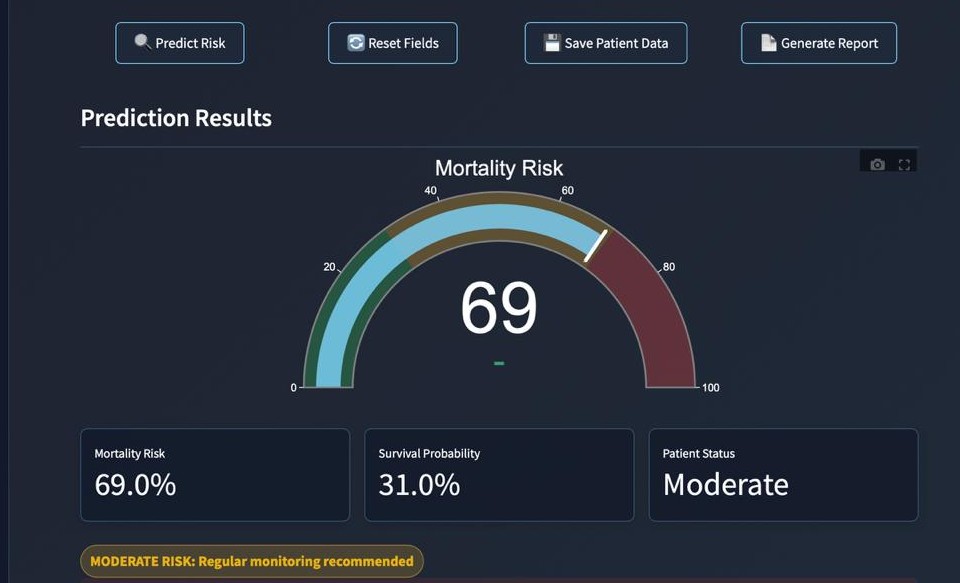 Predict Risk
Reset Fields
Save Patient Data
Generate Report
Prediction Results
Mortality Risk
40
60
20
80
69
-
0
100
Mortality Risk
Survival Probability
Patient Status
69.0%
31.0%
Moderate
MODERATE RISK: Regular monitoring recommended